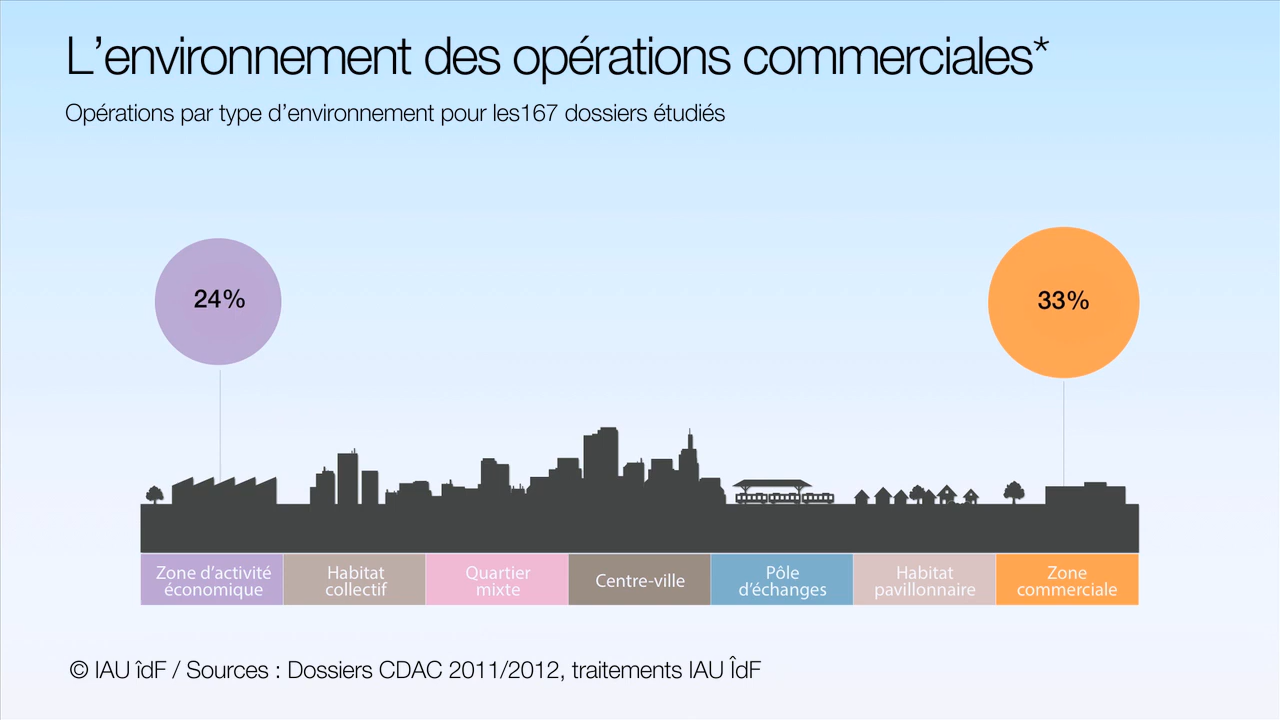 L’environnement des opérations commerciales*
Opérations par type d’environnement pour les167 dossiers étudiés
24%
33%
Zone d’activité
économique
Habitat
collectif
Quartier
mixte
Centre-ville
Pôle
d’échanges
Habitat
pavillonnaire
Zone
commerciale
© IAU îdF / Sources : Dossiers CDAC 2011/2012, traitements IAU ÎdF